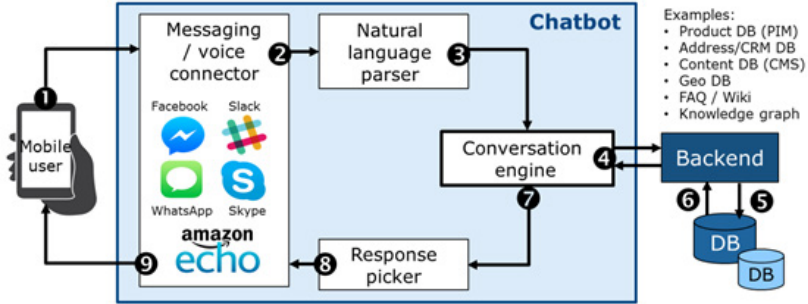 Chatbot
Messaging
/ voice
connector
Facebook
Slack
WhatsApp
Skype
amazon
echo
Natural
language
parser
Conversation
engine
Response
picker
Mobile
user
Backend
DB
DB
Examples:
• Product DB (PIM)
• Address/CRM DB
• Content DB (CMS)
• Geo DB
• FAQ / Wiki
• Knowledge graph
1
2
3
4
5
6
7
8
9